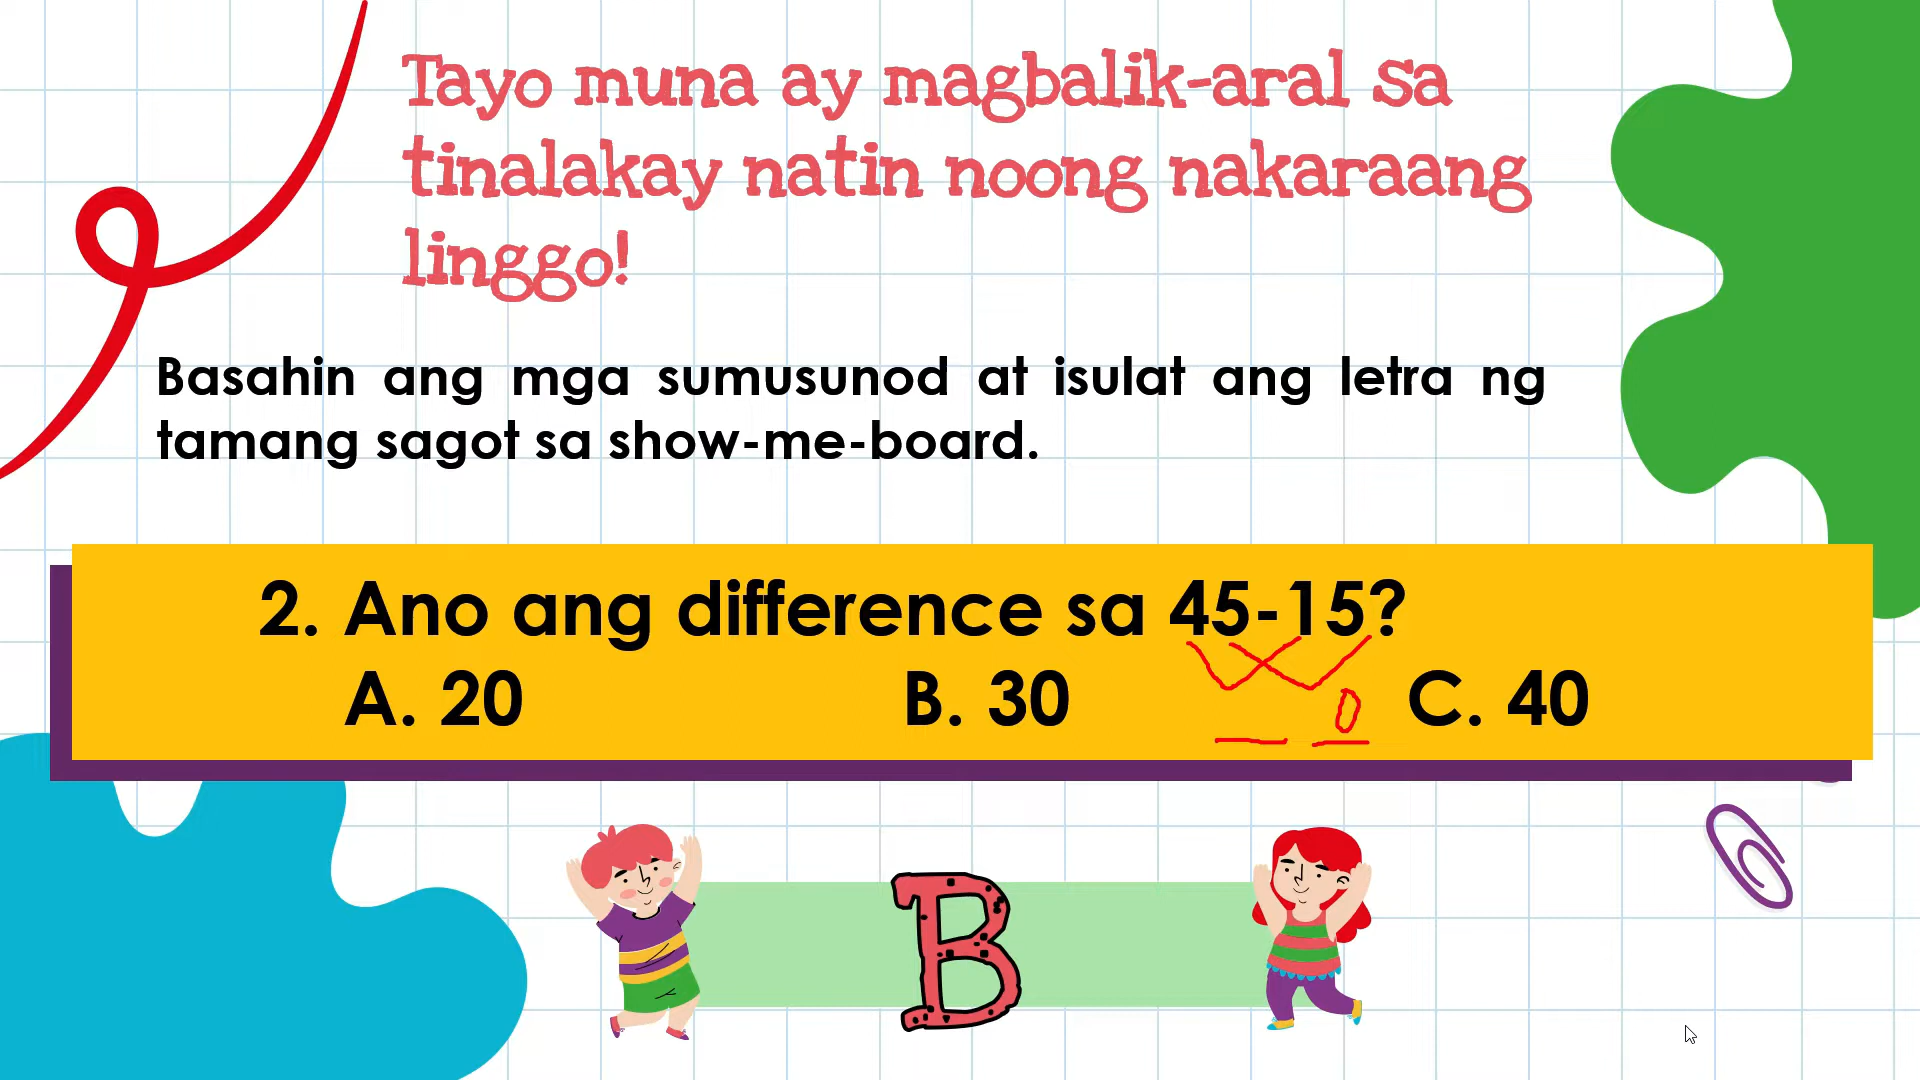 Tayo muna ay magbalik-aral sa
tinalakay natin noong nakaraang
linggo!
Basahin ang mga sumusunod at isulat ang letra ng
tamang sagot sa show-me-board.
2. Ano ang difference sa 45-15?
A. 20 B. 30 C. 40
0
B